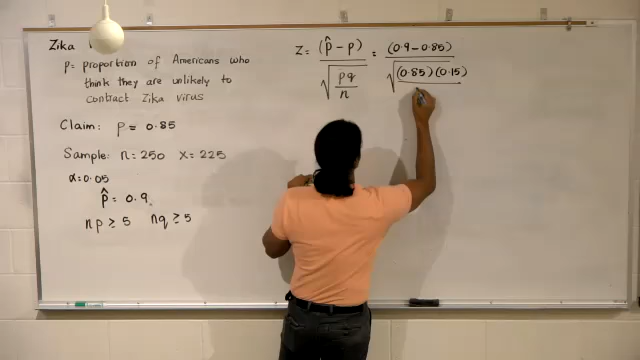 Zika
p = proportion of Americans who
think they are unlikely to
contract Zika virus
Claim: p = 0.85
Sample: n = 250 x = 225
α = 0.05
p̂ = 0.9
np ≥ 5 nq ≥ 5
Z = (p̂ - p) / √(pq/n) = (0.9 - 0.85) / √((0.85)(0.15)